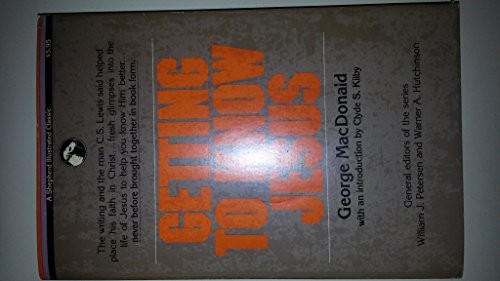 A Shepherd Illustrated Classic
$5.95
The writing and the man C.S. Lewis said helped
place his faith in Christ... fresh glimpses into the
life of Jesus to help you know Him better...
never before brought together in book form.
GETTING
TO KNOW
JESUS
George MacDonald
with an introduction by Clyde S. Kilby
General editors of the series
William J. Petersen and Warner A. Hutchinson